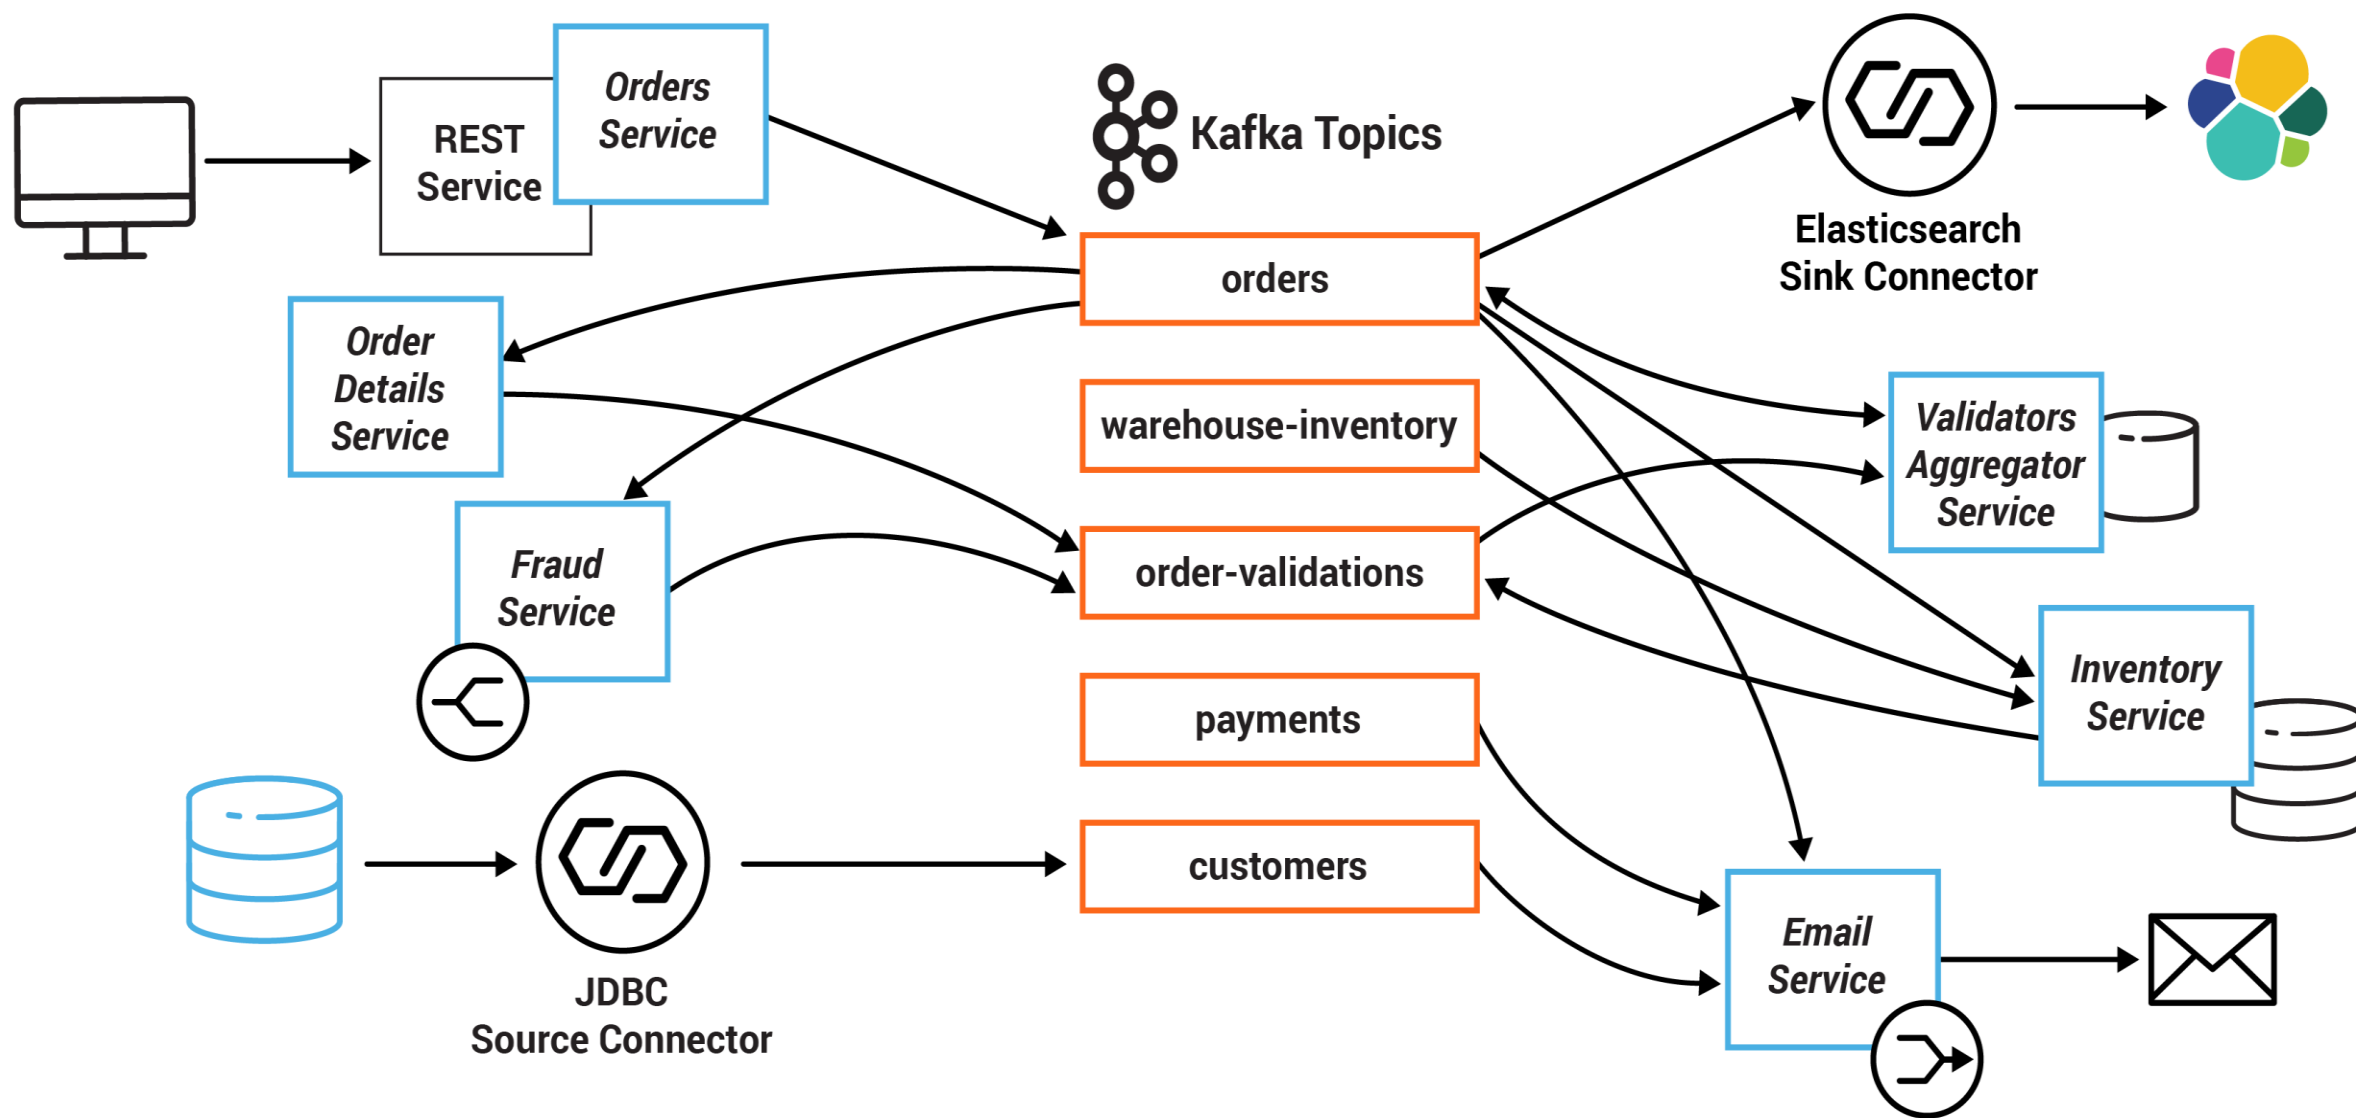 REST
Service
Orders
Service
Kafka Topics
Elasticsearch
Sink Connector
orders
Order
Details
Service
warehouse-inventory
Validators
Aggregator
Service
Fraud
Service
order-validations
Inventory
Service
payments
customers
Email
Service
JDBC
Source Connector